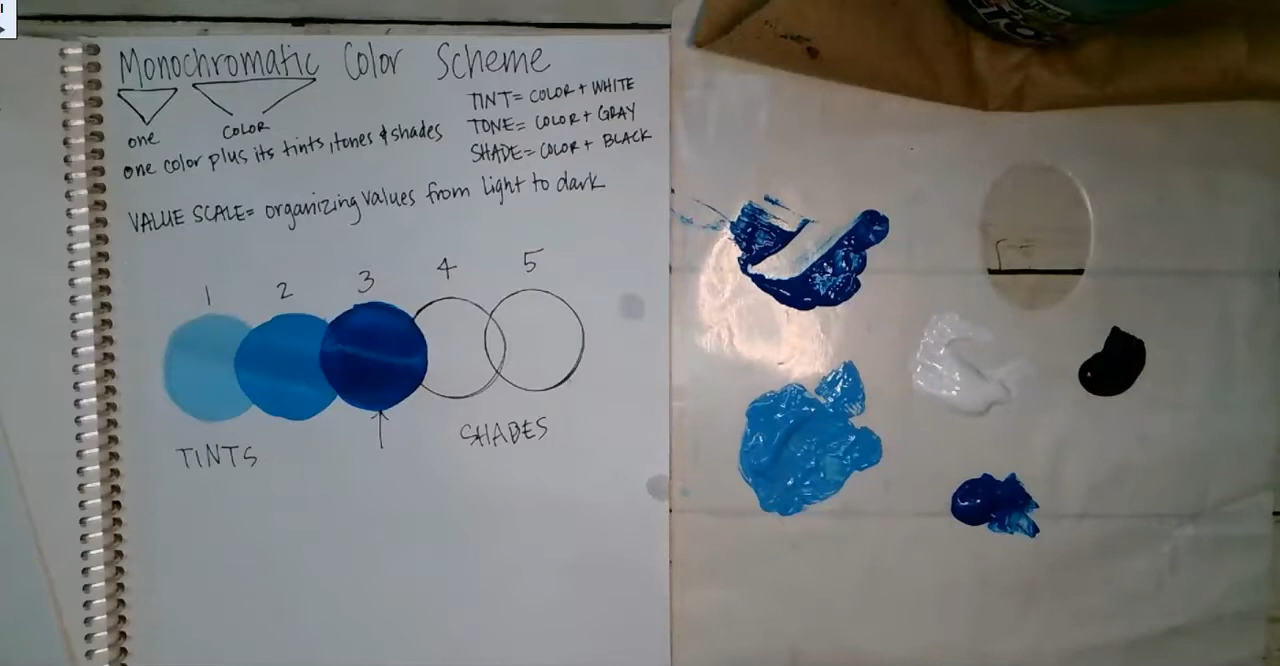 Monochromatic Color Scheme
one COLOR
one color plus its tints, tones & shades
TINT= COLOR + WHITE
TONE= COLOR + GRAY
SHADE= COLOR + BLACK
VALUE SCALE= organizing values from light to dark
1 2 3 4 5
TINTS SHADES